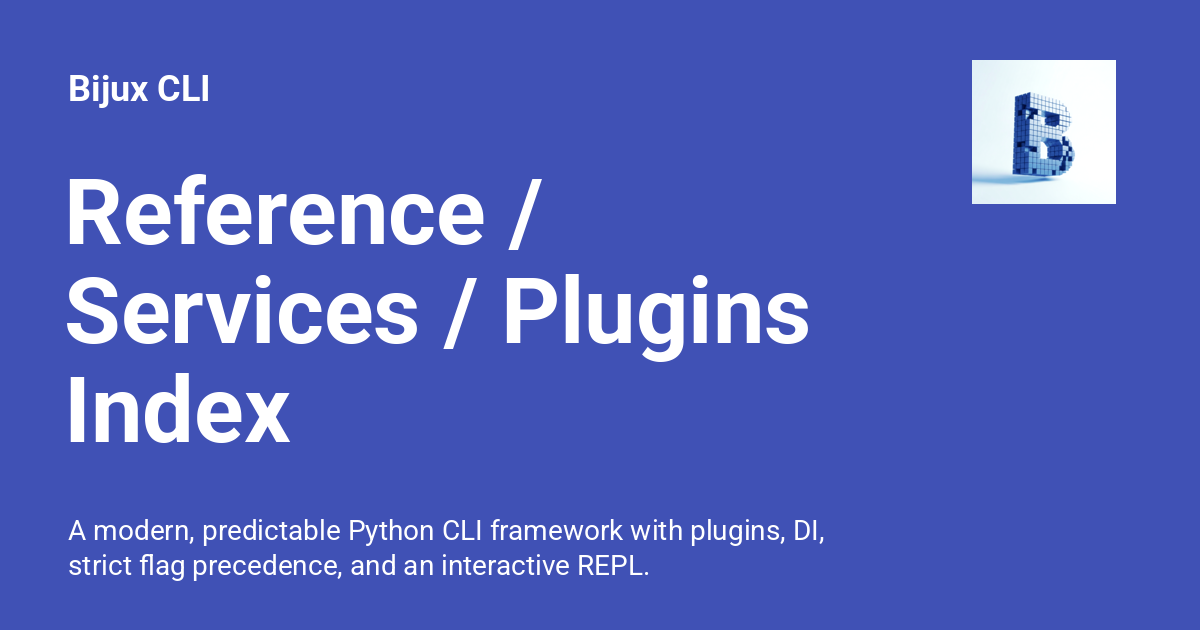 Bijux CLI
Reference /
Services / Plugins
Index
A modern, predictable Python CLI framework with plugins, DI,
strict flag precedence, and an interactive REPL.
B